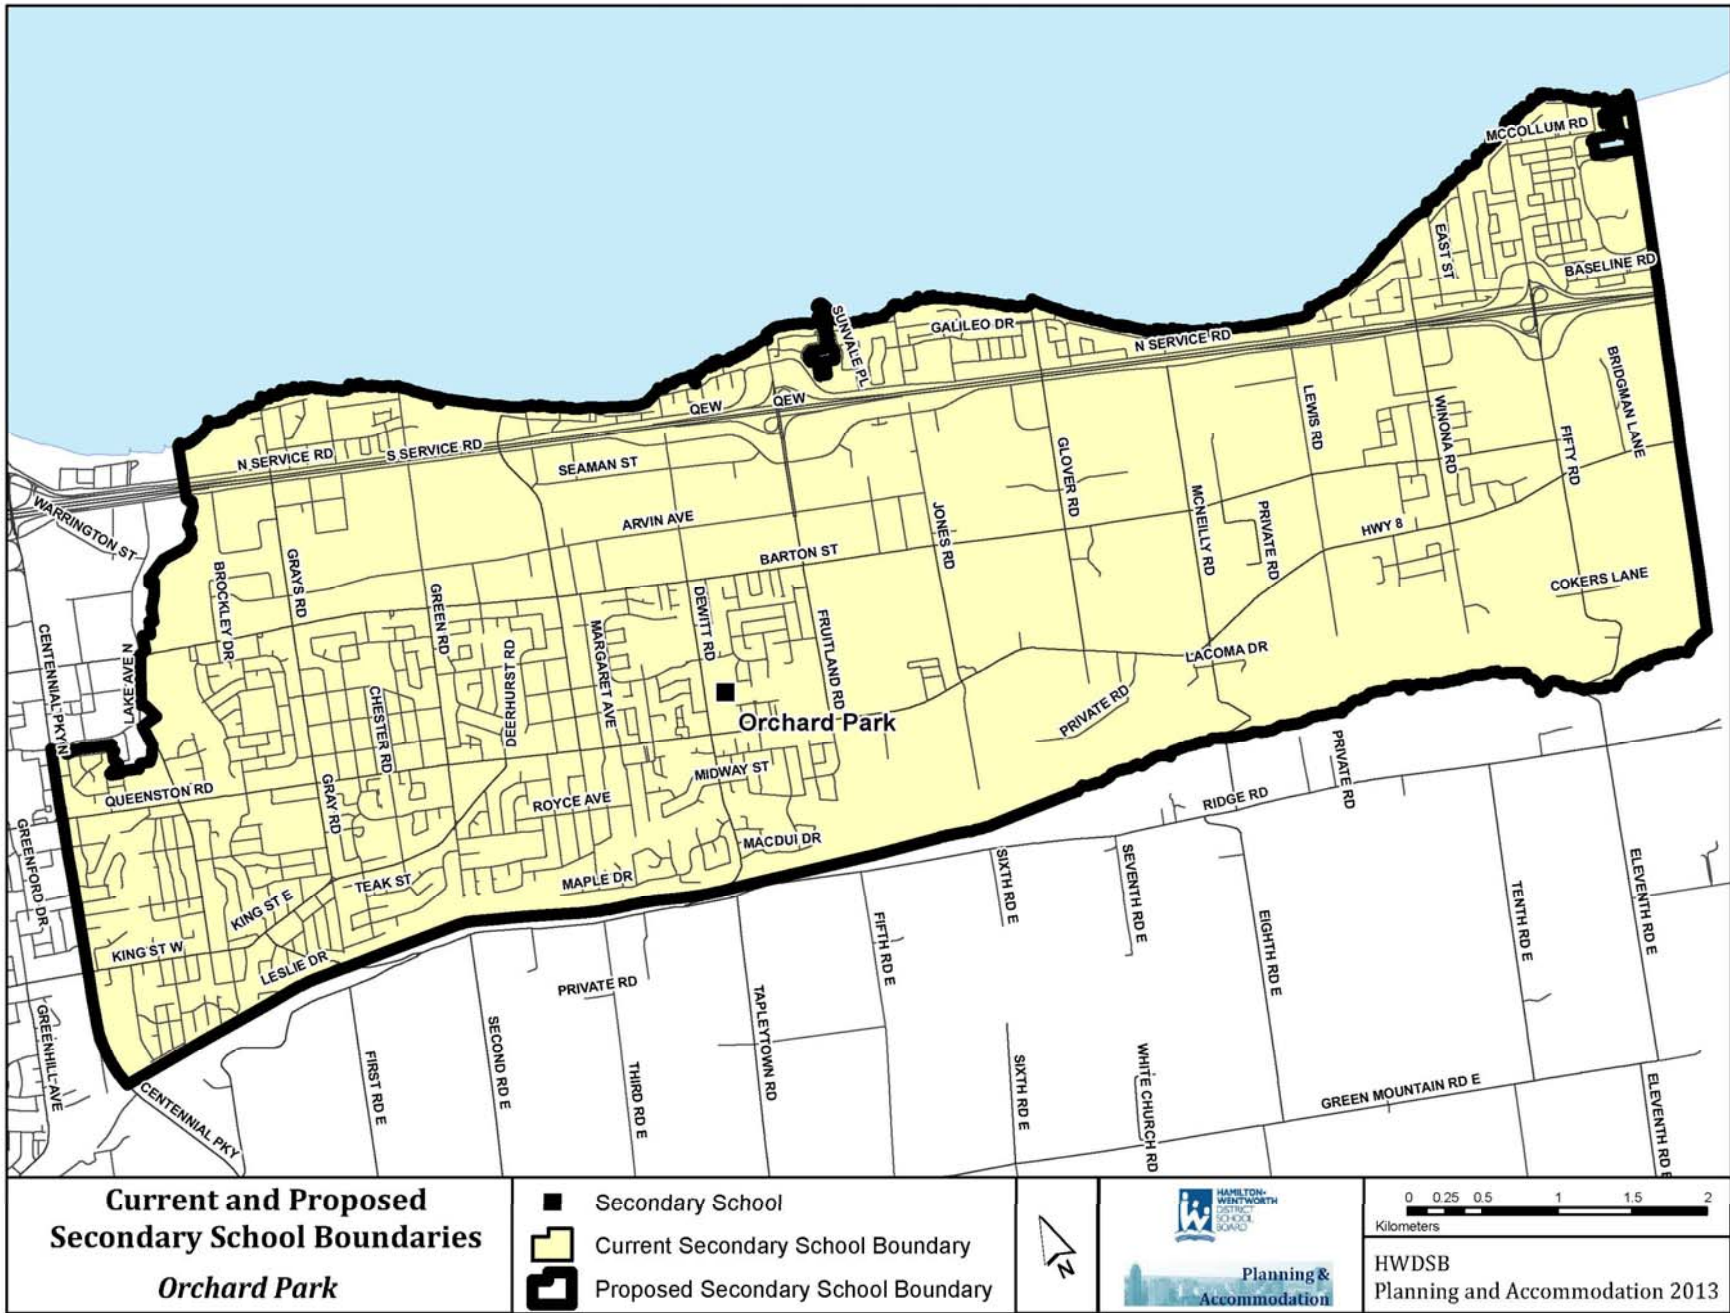 MCCOLLUM RD
EAST ST
BASELINE RD
SUNVALE PL
GALILEO DR
N SERVICE RD
BRIDGMAN LANE
QEW
QEW
LEWIS RD
WINONA RD
FIFTY RD
N SERVICE RD
S SERVICE RD
SEAMAN ST
GLOVER RD
MCNEILLY RD
PRIVATE RD
HWY 8
WARRINGTON ST
ARVIN AVE
JONES RD
BARTON ST
COKERS LANE
BROCKLEY DR
GRAYS RD
GREEN RD
DEWITT RD
FRUITLAND RD
CENTENNIAL PKY N
LAKE AVE N
DEERHURST RD
MARGARET AVE
LACOMA DR
CHESTER RD
Orchard Park
PRIVATE RD
PRIVATE RD
MIDWAY ST
QUEENSTON RD
GRAY RD
ROYCE AVE
RIDGE RD
GREENFORD DR
MACDUI DR
SIXTH RD E
SEVENTH RD E
ELEVENTH RD E
TEAK ST
MAPLE DR
KING ST E
TENTH RD E
FIFTH RD E
EIGHTH RD E
KING ST W
LESLIE DR
PRIVATE RD
GREENHILL AVE
TAPLEYTOWN RD
SECOND RD E
FIRST RD E
THIRD RD E
SIXTH RD E
WHITE CHURCH RD
GREEN MOUNTAIN RD E
ELEVENTH RD E
CENTENNIAL PKY
Current and Proposed
Secondary School Boundaries
Orchard Park
Secondary School
Current Secondary School Boundary
Proposed Secondary School Boundary
N
HAMILTON-
WENTWORTH
DISTRICT
SCHOOL
BOARD
Planning &
Accommodation
0 0.25 0.5 1 1.5 2
Kilometers
HWDSB
Planning and Accommodation 2013